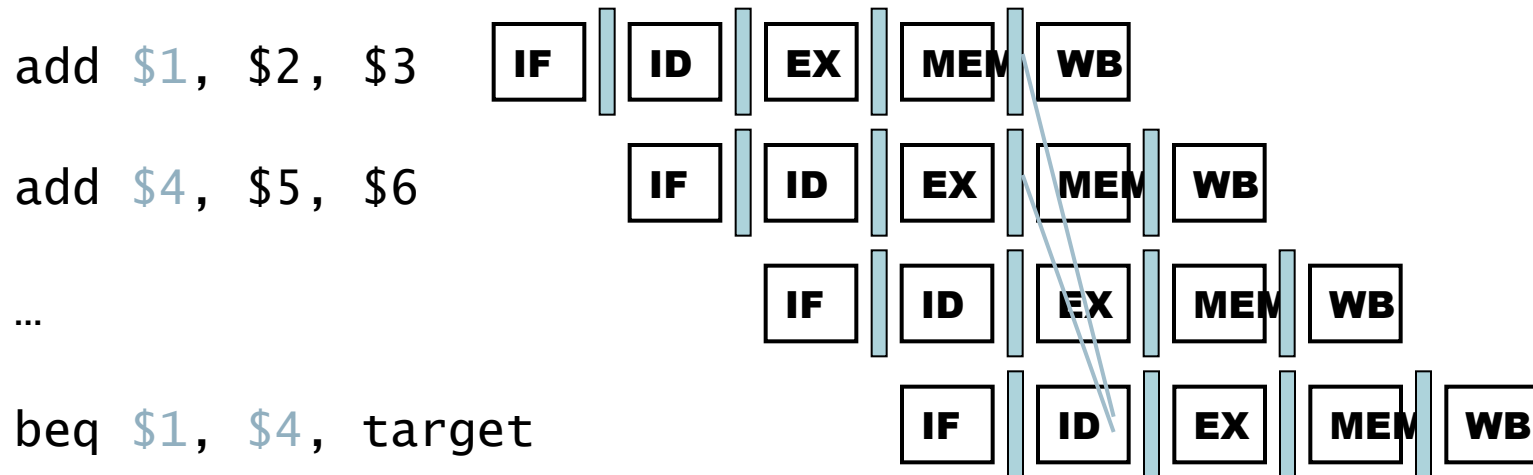 add $1, $2, $3 IF ID EX MEM WB
add $4, $5, $6 IF ID EX MEM WB
… IF ID EX MEM WB
beq $1, $4, target IF ID EX MEM WB